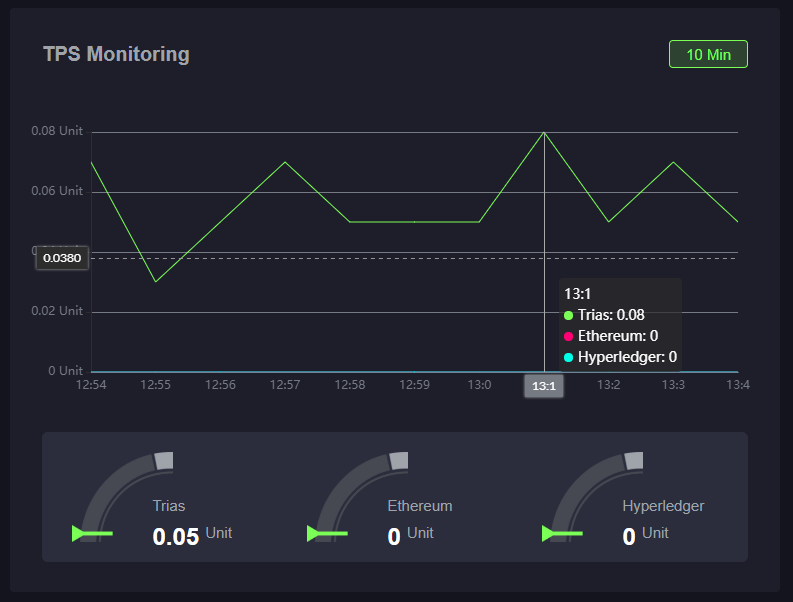 TPS Monitoring
10 Min
0.08 Unit
0.06 Unit
0.0380
0.02 Unit
0 Unit
12:54 12:55 12:56 12:57 12:58 12:59 13:0 13:1 13:2 13:3 13:4
13:1
Trias: 0.08
Ethereum: 0
Hyperledger: 0
Trias
0.05 Unit
Ethereum
0 Unit
Hyperledger
0 Unit